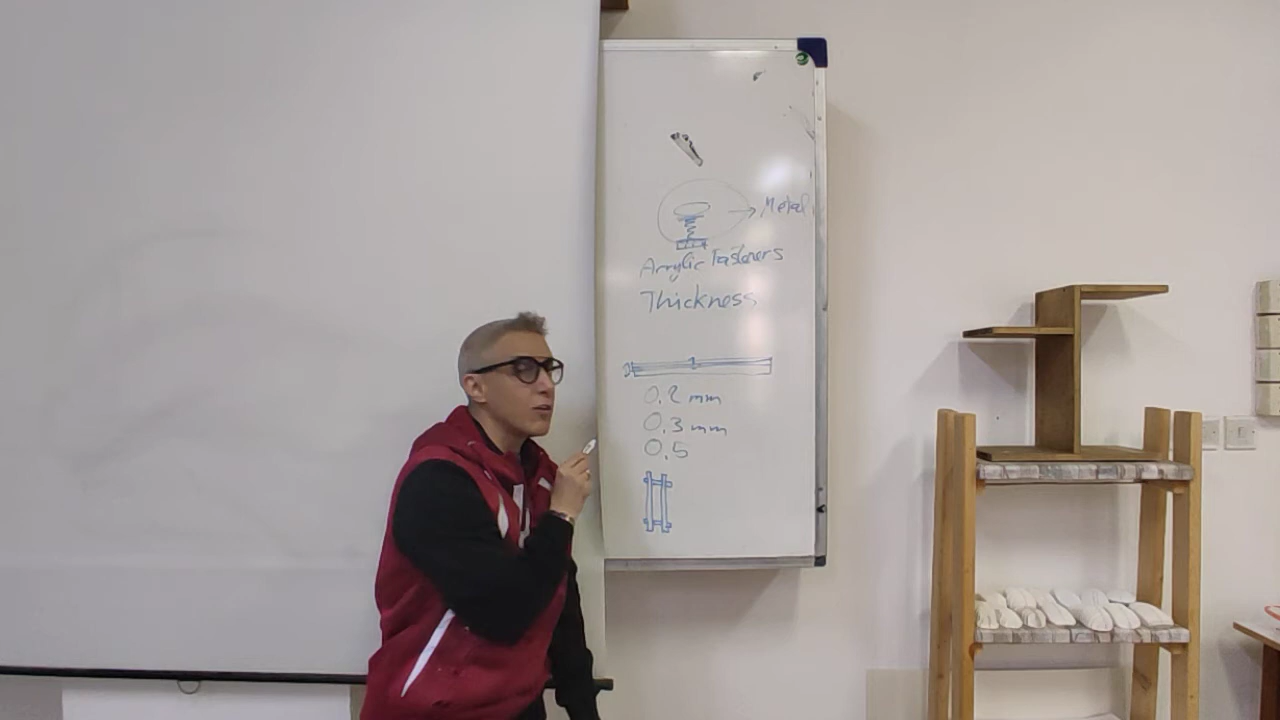 Metal
Acrylic Fasteners
Thickness
0.2 mm
0.3 mm
0.5